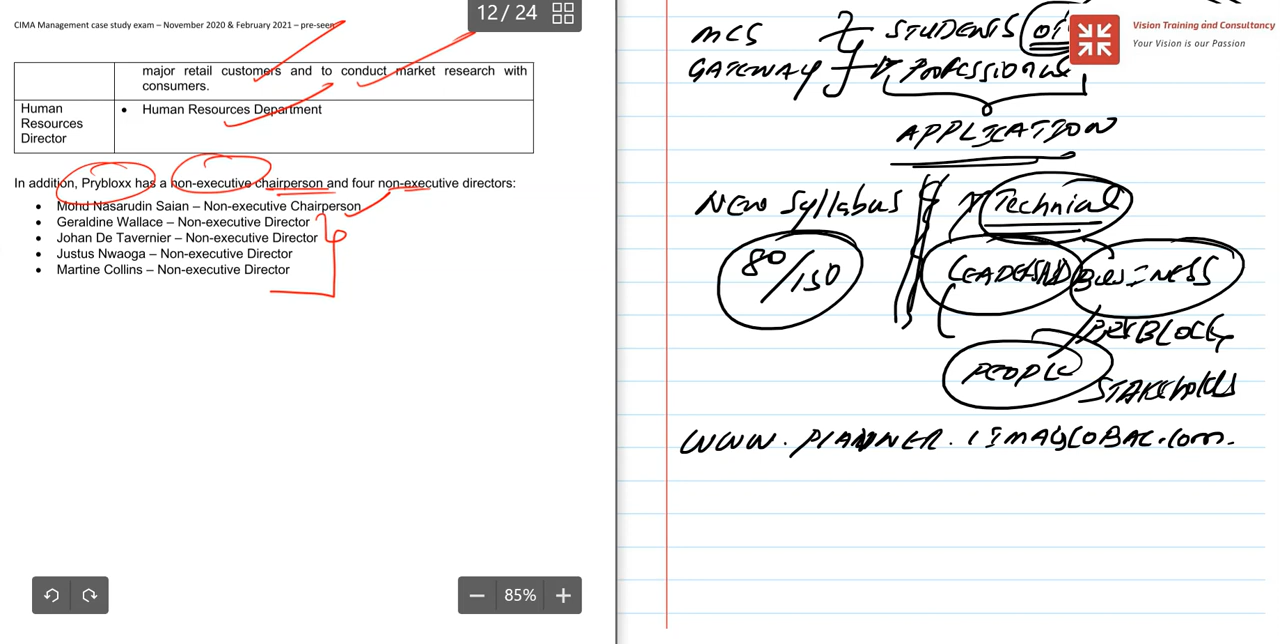 CIMA Management case study exam – November 2020 & February 2021 – pre-seen
12 / 24
major retail customers and to conduct market research with
consumers.
Human
Resources
Director
• Human Resources Department
In addition, Prybloxx has a non-executive chairperson and four non-executive directors:
• Mohd Nasarudin Saian – Non-executive Chairperson
• Geraldine Wallace – Non-executive Director
• Johan De Tavernier – Non-executive Director
• Justus Nwaoga – Non-executive Director
• Martine Collins – Non-executive Director
85%
MCS STUDENTS
GATEWAY PROFESSIONALS
Vision Training and Consultancy
Your Vision is our Passion
APPLICATION
NEW Syllabus Technical
80/150
LEADERSHIP BUSINESS
PRYBLOCK
PEOPLE
STAKEHOLDERS
WWW.PLANNER.CIMAGLOBAL.COM.